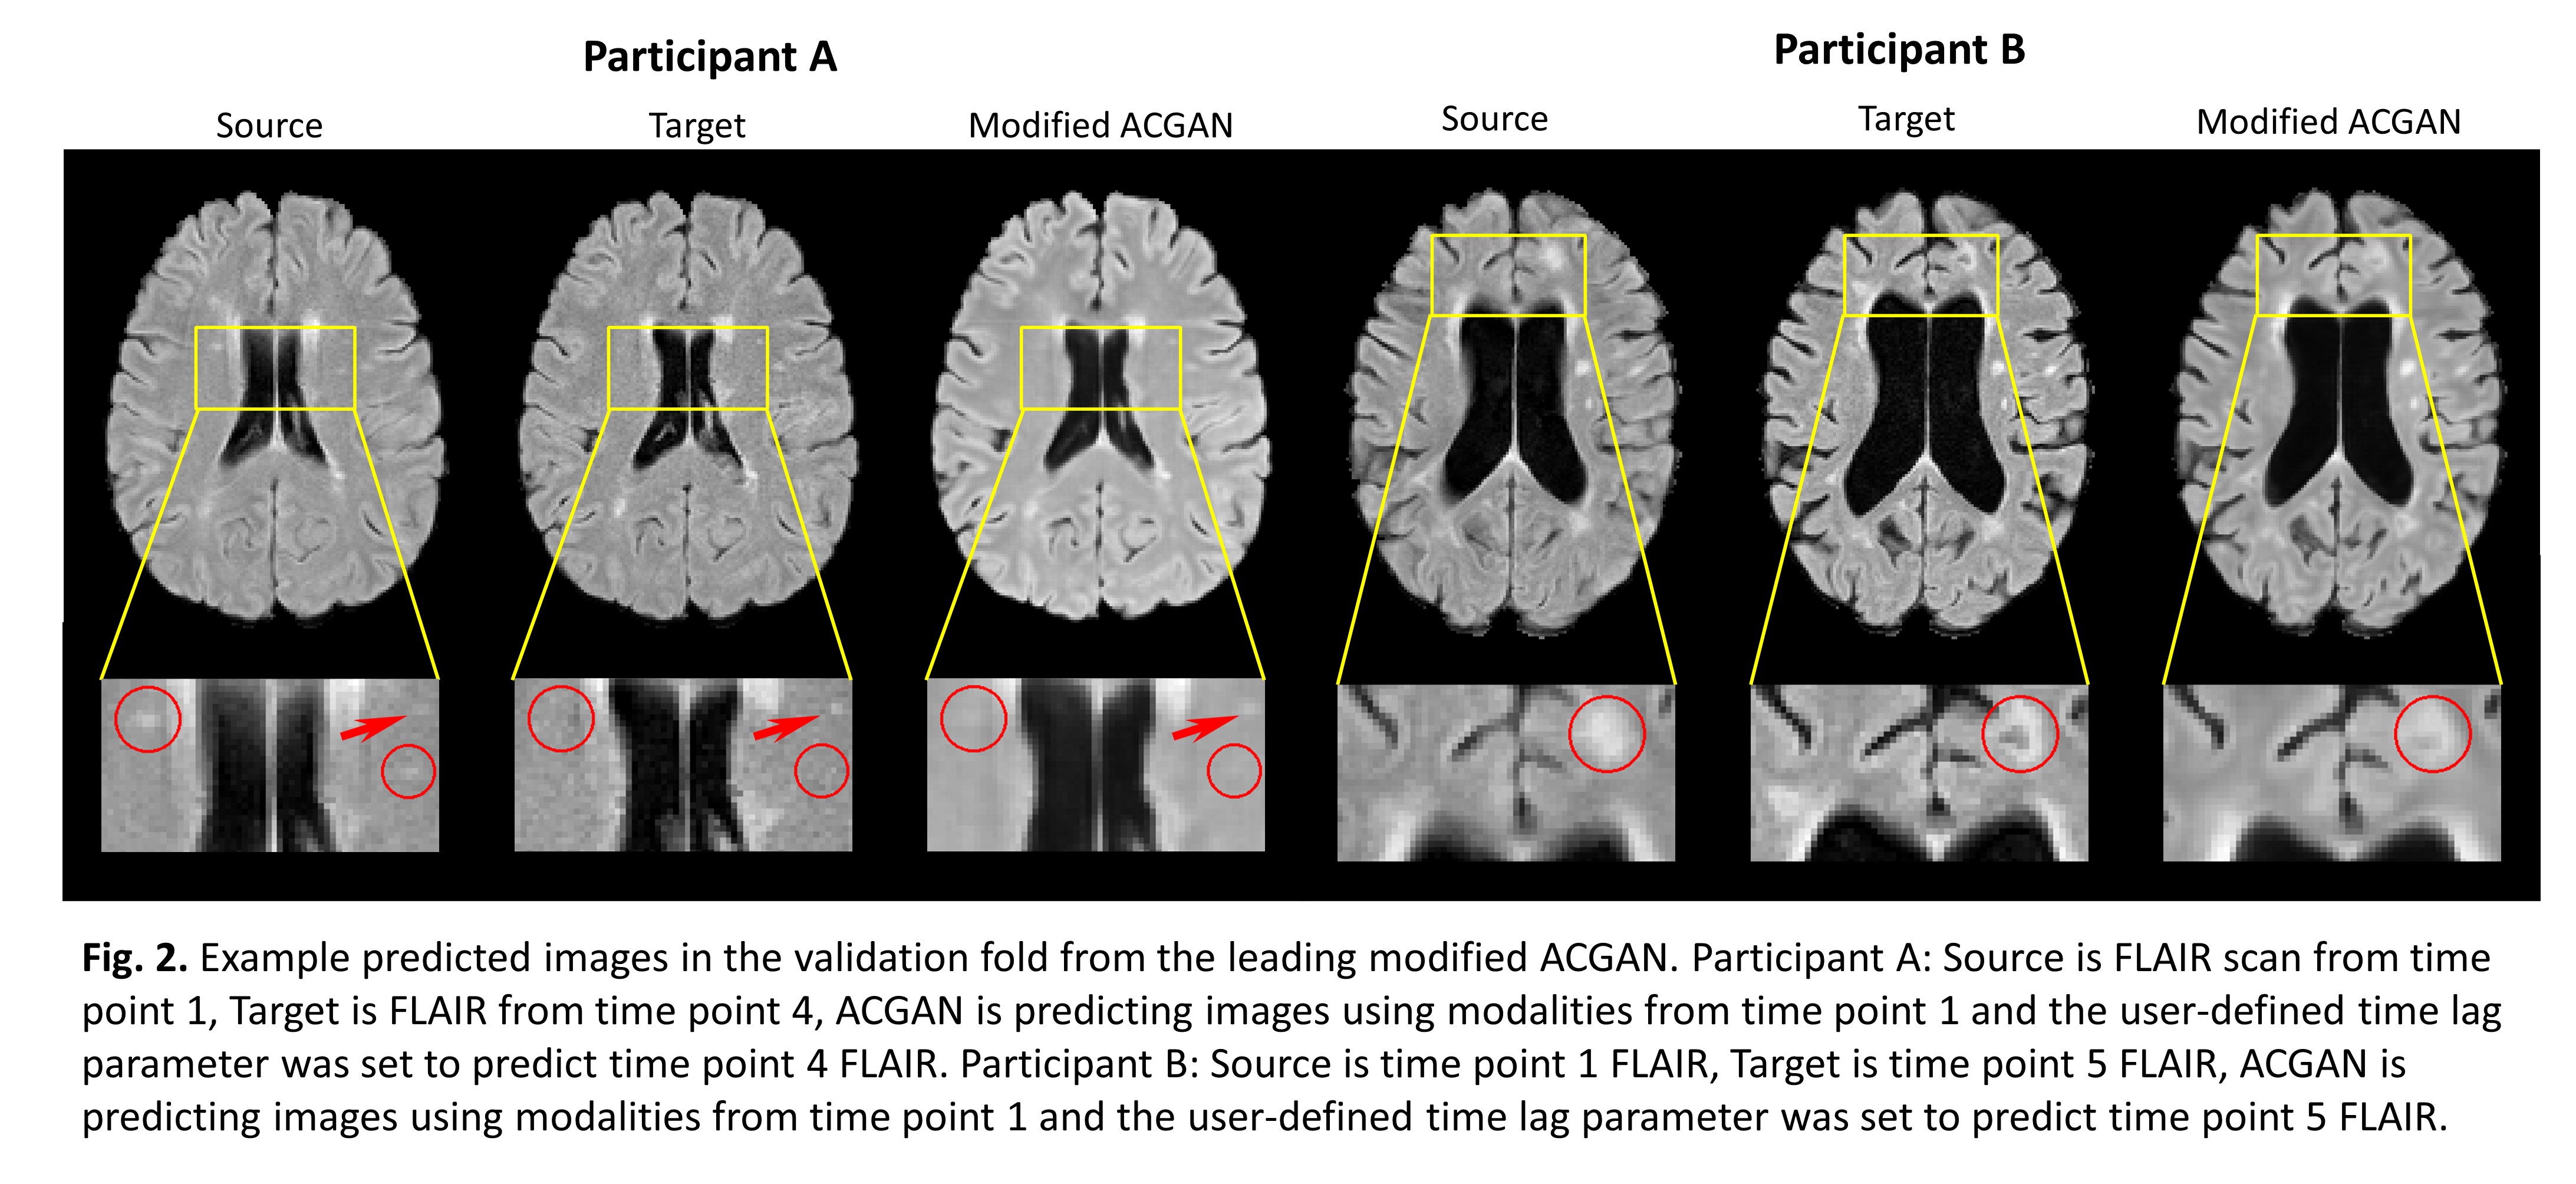 Participant A
Participant B
Source
Target
Modified ACGAN
Source
Target
Modified ACGAN
Fig. 2. Example predicted images in the validation fold from the leading modified ACGAN. Participant A: Source is FLAIR scan from time
point 1, Target is FLAIR from time point 4, ACGAN is predicting images using modalities from time point 1 and the user-defined time lag
parameter was set to predict time point 4 FLAIR. Participant B: Source is time point 1 FLAIR, Target is time point 5 FLAIR, ACGAN is
predicting images using modalities from time point 1 and the user-defined time lag parameter was set to predict time point 5 FLAIR.